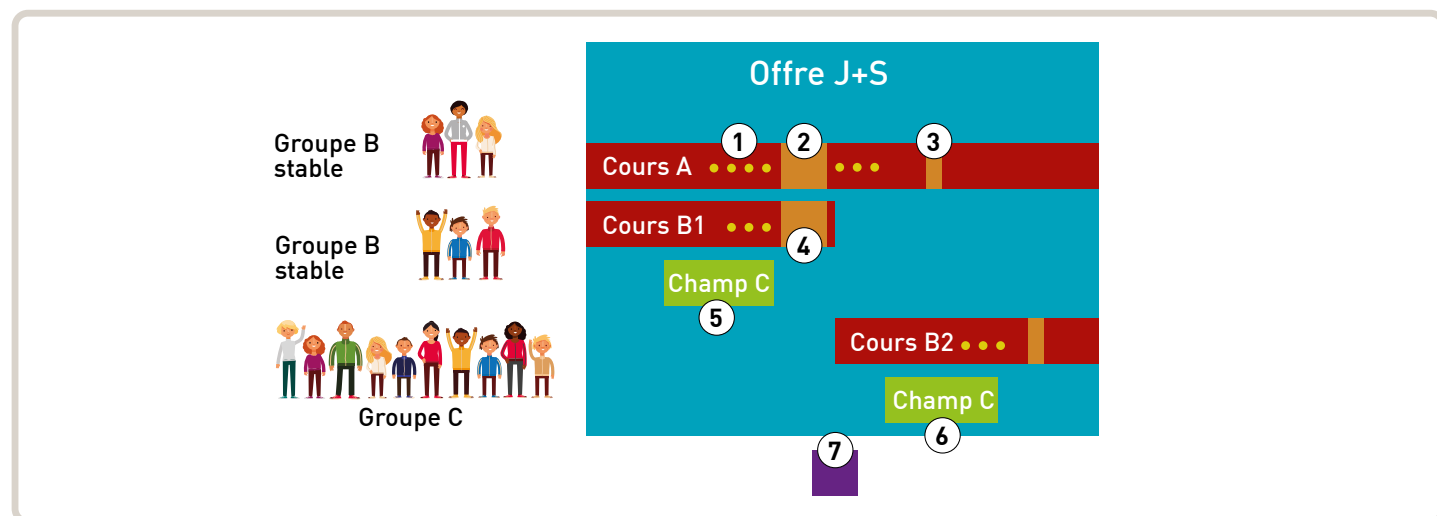 Offre J+S
Groupe B
stable
1
2
3
Cours A
Groupe B
stable
Cours B1
4
Champ C
5
Cours B2
Groupe C
Champ C
6
7